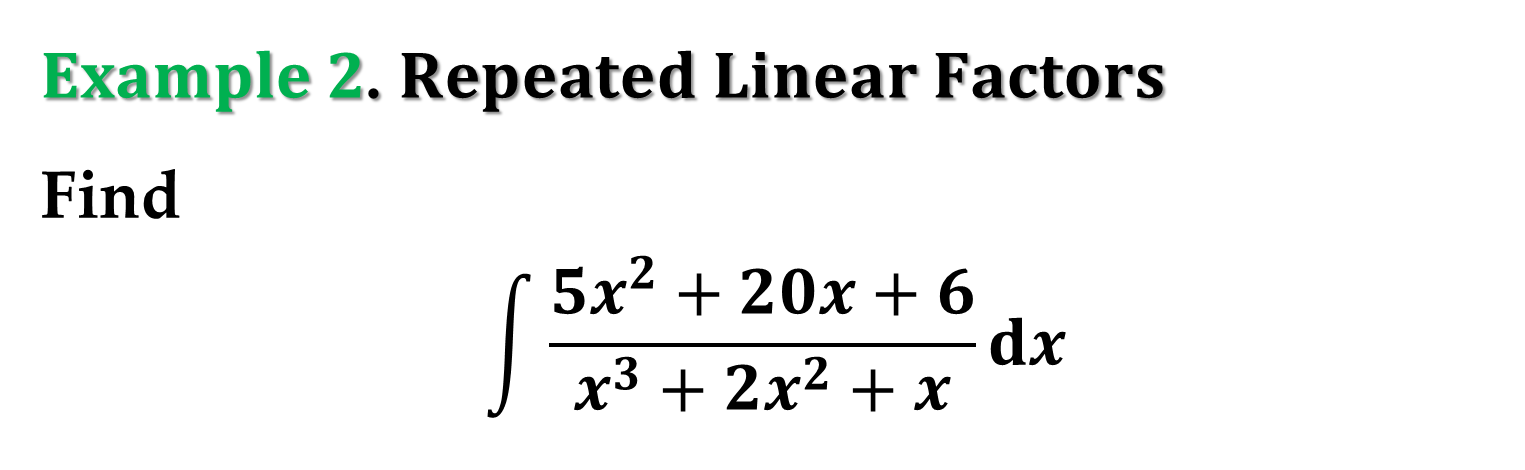 Example 2. Repeated Linear Factors
Find
∫ (5x² + 20x + 6)/(x³ + 2x² + x) dx